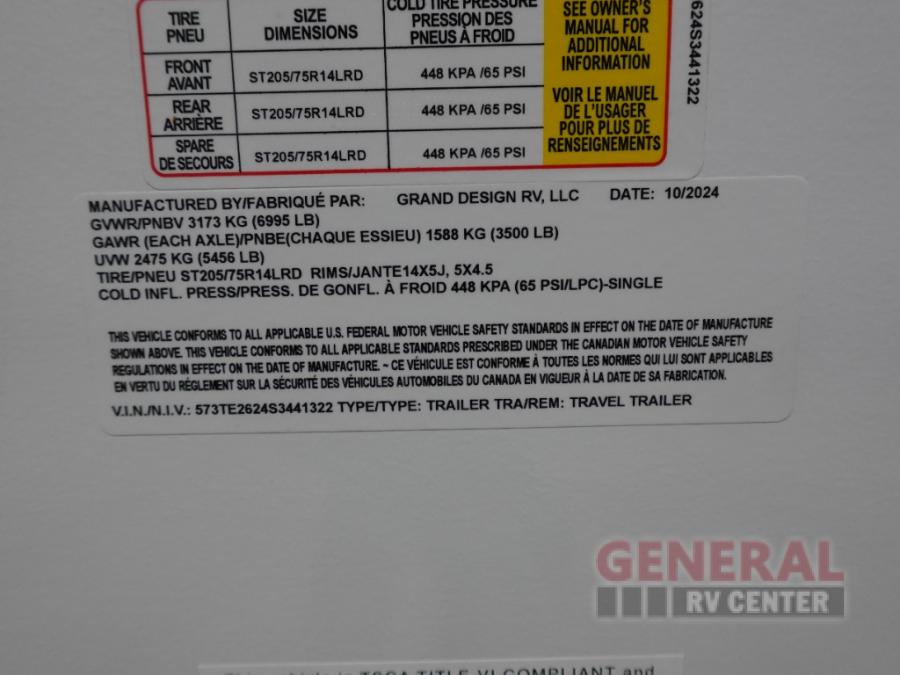 TIRE PNEU
SIZE DIMENSIONS
COLD TIRE PRESSURE
PRESSION DES
PNEUS À FROID
SEE OWNER'S
MANUAL FOR
ADDITIONAL
INFORMATION
VOIR LE MANUEL
DE L'USAGER
POUR PLUS DE
RENSEIGNEMENTS
FRONT AVANT ST205/75R14LRD 448 KPA /65 PSI
REAR ARRIÈRE ST205/75R14LRD 448 KPA /65 PSI
SPARE DE SECOURS ST205/75R14LRD 448 KPA /65 PSI
2624S3441322
MANUFACTURED BY/FABRIQUÉ PAR: GRAND DESIGN RV, LLC DATE: 10/2024
GVWR/PNBV 3173 KG (6995 LB)
GAWR (EACH AXLE)/PNBE(CHAQUE ESSIEU) 1588 KG (3500 LB)
UVW 2475 KG (5456 LB)
TIRE/PNEU ST205/75R14LRD RIMS/JANTE14X5J, 5X4.5
COLD INFL. PRESS/PRESS. DE GONFL. À FROID 448 KPA (65 PSI/LPC)-SINGLE
THIS VEHICLE CONFORMS TO ALL APPLICABLE U.S. FEDERAL MOTOR VEHICLE SAFETY STANDARDS IN EFFECT ON THE DATE OF MANUFACTURE
SHOWN ABOVE. THIS VEHICLE CONFORMS TO ALL APPLICABLE STANDARDS PRESCRIBED UNDER THE CANADIAN MOTOR VEHICLE SAFETY
REGULATIONS IN EFFECT ON THE DATE OF MANUFACTURE. ~ CE VÉHICULE EST CONFORME À TOUTES LES NORMES QUI LUI SONT APPLICABLES
EN VERTU DU RÉGLEMENT SUR LA SÉCURITÉ DES VÉHICULES AUTOMOBILES DU CANADA EN VIGUEUR À LA DATE DE SA FABRICATION.
V.I.N./N.I.V.: 573TE2624S3441322 TYPE/TYPE: TRAILER TRA/REM: TRAVEL TRAILER
GENERAL
RV CENTER
TSCA TITLE VI COMPLIANT and